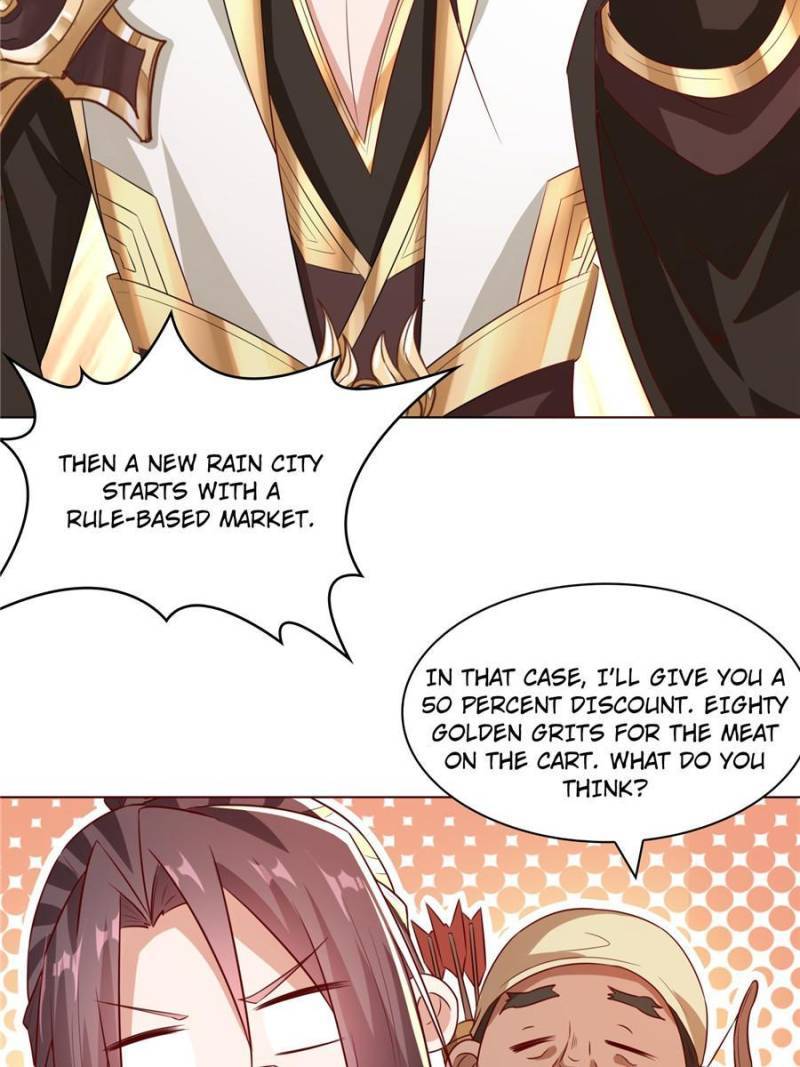 THEN A NEW RAIN CITY
STARTS WITH A
RULE-BASED MARKET.
IN THAT CASE, I'LL GIVE YOU A
50 PERCENT DISCOUNT. EIGHTY
GOLDEN GRITS FOR THE MEAT
ON THE CART. WHAT DO YOU
THINK?